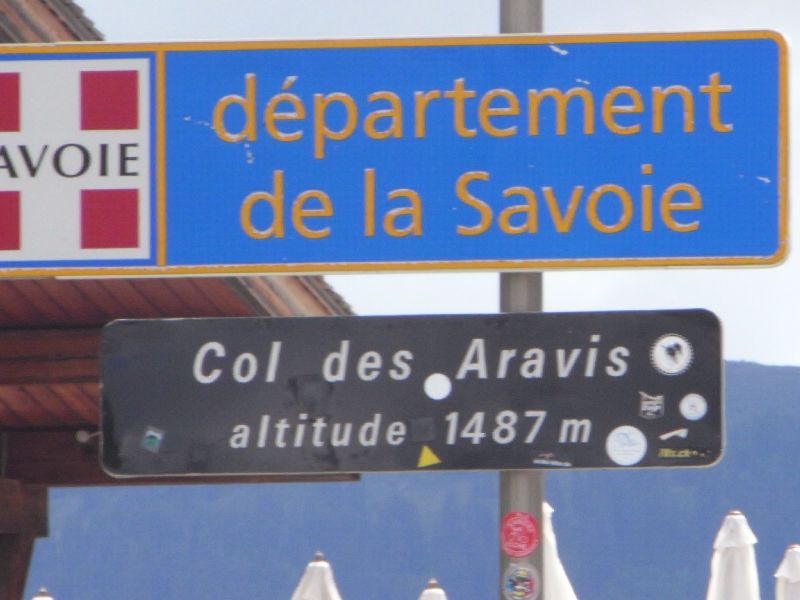 département
de la Savoie
AVOIE
Col des Aravis
altitude 1487 m